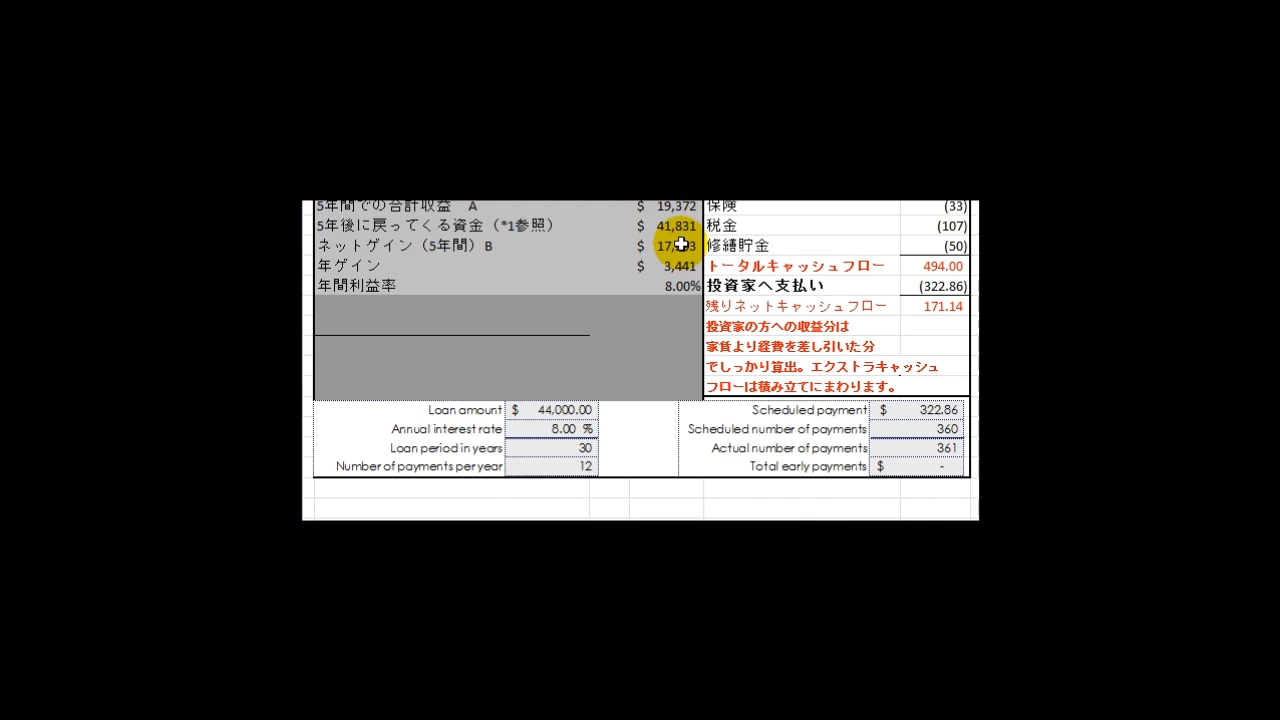 5年間での合計収益 A $ 19,372
5年後に戻ってくる資金（*1参照） $ 41,831
ネットゲイン（5年間）B $
年ゲイン $ 3,441
年間利益率 8.00%
保険 (33)
税金 (107)
修繕貯金 (50)
トータルキャッシュフロー 494.00
投資家へ支払い (322.86)
残りネットキャッシュフロー 171.14
投資家の方への収益分は
家賃より経費を差し引いた分
でしっかり算出。エクストラキャッシュ
フローは積み立てにまわります。
Loan amount $ 44,000.00
Annual interest rate 8.00 %
Loan period in years 30
Number of payments per year 12
Scheduled payment $ 322.86
Scheduled number of payments 360
Actual number of payments 361
Total early payments $ -